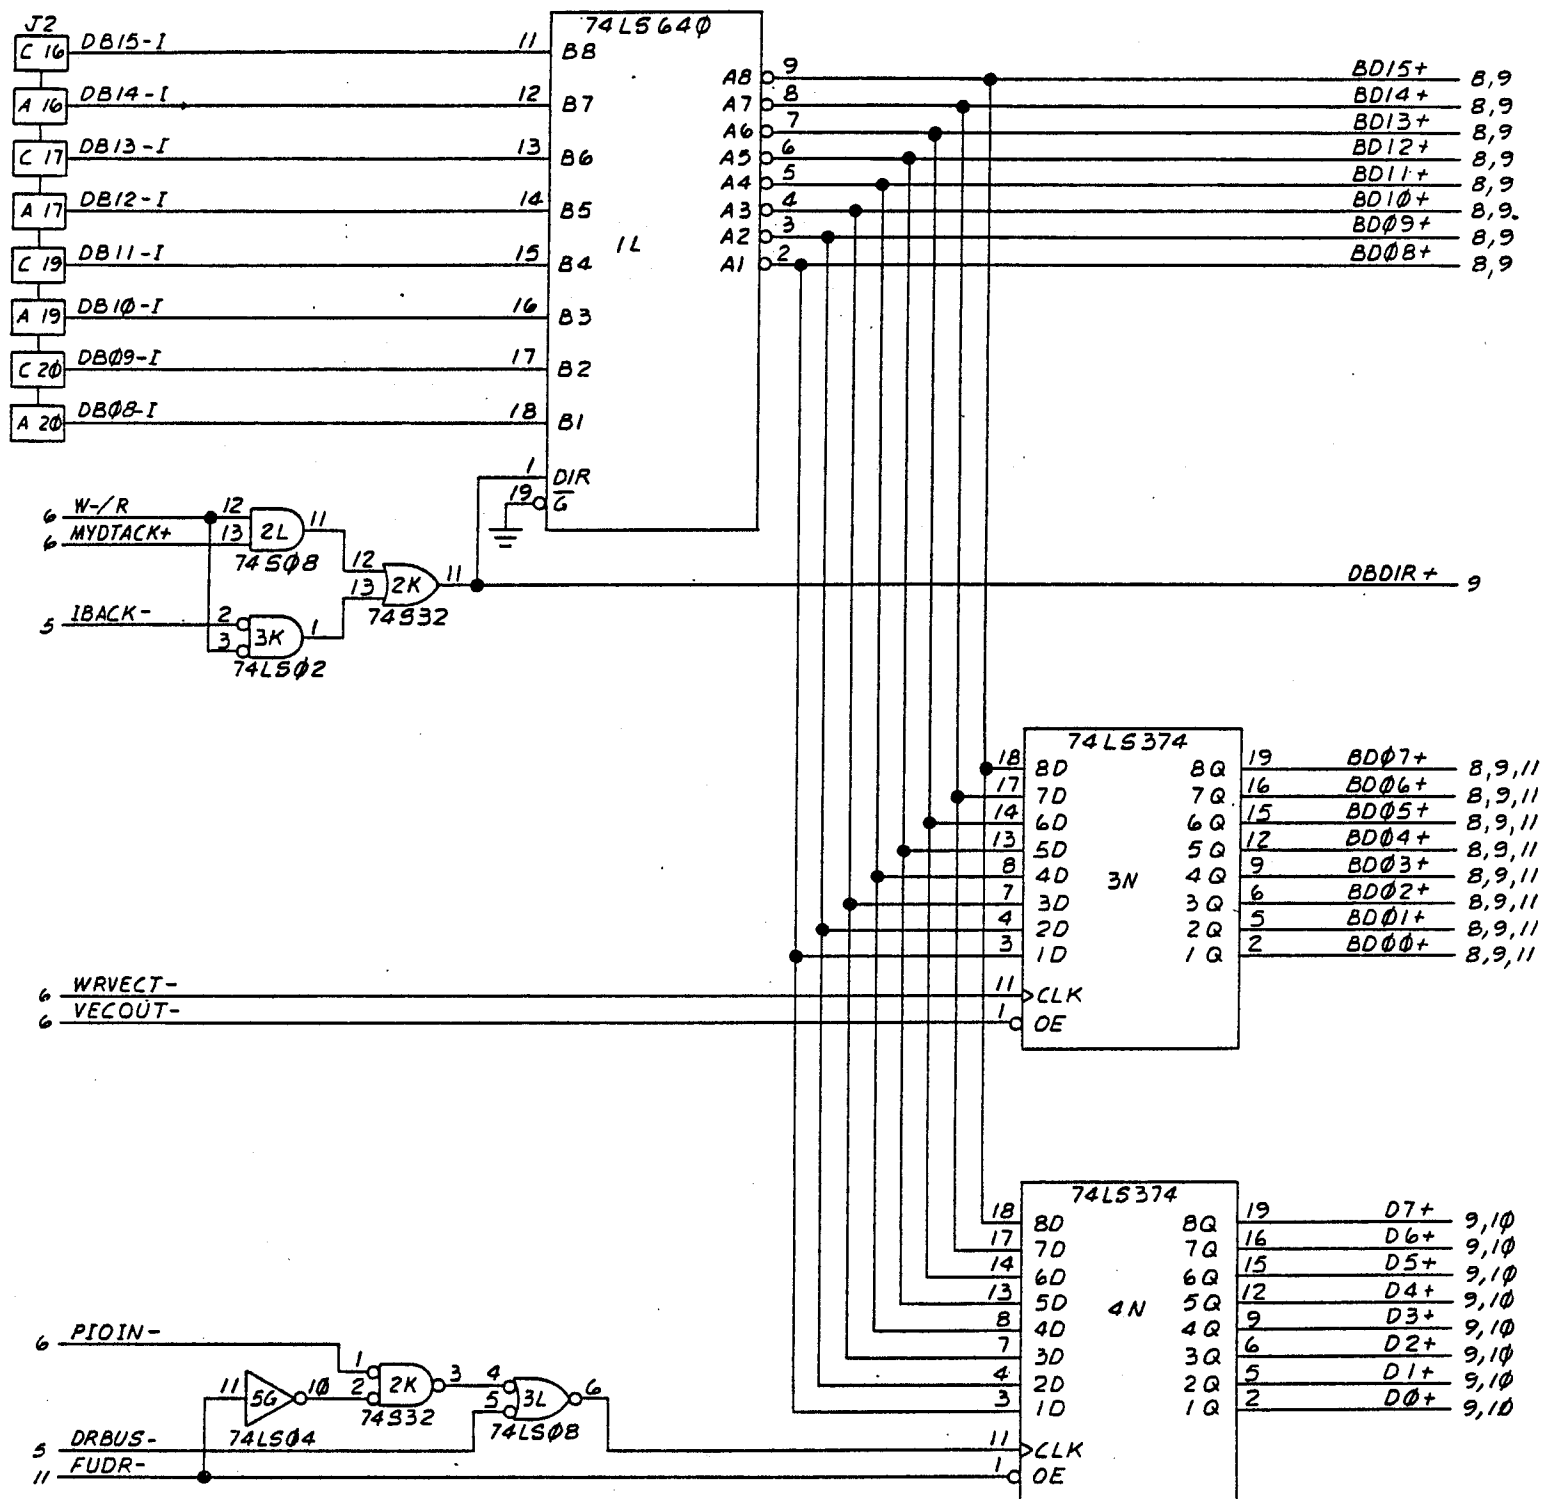 J2
74LS64Ø
C 16 DB15-I 11 B8
A8 9 BD15+ 8,9
A 16 DB14-I 12 B7
A7 8 BD14+ 8,9
A6 7 BD13+ 8,9
C 17 DB13-I 13 B6
A5 6 BD12+ 8,9
A4 5 BD11+ 8,9
A 17 DB12-I 14 B5
A3 4 BD1Ø+ 8,9
1L
A2 3 BDØ9+ 8,9
C 19 DB11-I 15 B4
A1 2 BDØ8+ 8,9
A 19 DB1Ø-I 16 B3
C 2Ø DBØ9-I 17 B2
A 2Ø DBØ8-I 18 B1
1 DIR
19 G
6 W-/R 12
2L 11
6 MYDTACK+ 13
74SØ8
12
13 2K 11 DBDIR+ 9
74S32
5 IBACK- 2
3 3K 1
74LSØ2
74LS374
18 8D 8Q 19 BDØ7+ 8,9,11
17 7D 7Q 16 BDØ6+ 8,9,11
14 6D 6Q 15 BDØ5+ 8,9,11
13 5D 5Q 12 BDØ4+ 8,9,11
8 4D 3N 4Q 9 BDØ3+ 8,9,11
7 3D 3Q 6 BDØ2+ 8,9,11
4 2D 2Q 5 BDØ1+ 8,9,11
3 1D 1Q 2 BDØØ+ 8,9,11
6 WRVECT- 11 CLK
6 VECOUT- 1 OE
74LS374
18 8D 8Q 19 D7+ 9,1Ø
17 7D 7Q 16 D6+ 9,1Ø
14 6D 6Q 15 D5+ 9,1Ø
13 5D 4N 5Q 12 D4+ 9,1Ø
8 4D 4Q 9 D3+ 9,1Ø
7 3D 3Q 6 D2+ 9,1Ø
4 2D 2Q 5 D1+ 9,1Ø
3 1D 1Q 2 DØ+ 9,1Ø
6 PIOIN- 1
11 5G 1Ø 2 2K 3 4
5 3L 6
74LSØ4 74S32 74LSØ8
5 DRBUS- 11 CLK
11 FUDR- 1 OE